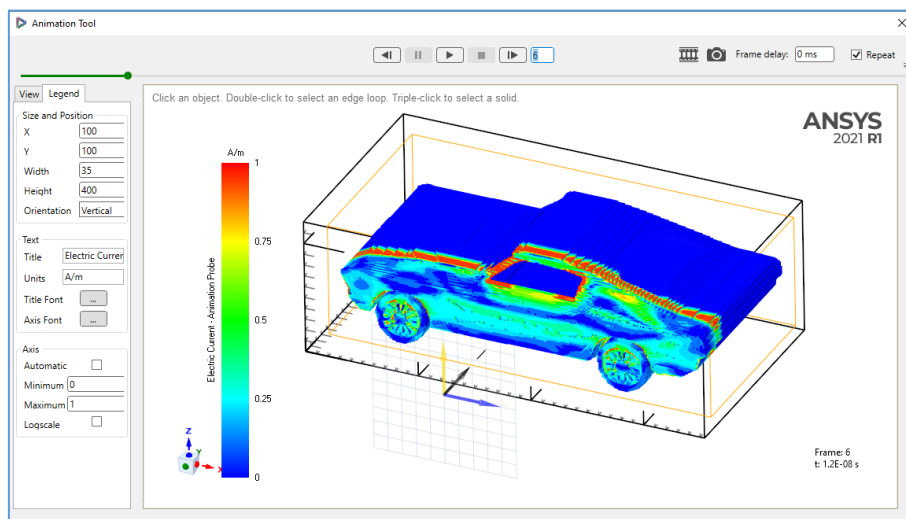 Animation Tool
6
Frame delay: 0 ms
Repeat
View
Legend
Size and Position
X 100
Y 100
Width 35
Height 400
Orientation Vertical
Text
Title Electric Curren
Units A/m
Title Font ...
Axis Font ...
Axis
Automatic
Minimum 0
Maximum 1
Logscale
Click an object. Double-click to select an edge loop. Triple-click to select a solid.
ANSYS
2021 R1
A/m
1
0.75
0.5
0.25
0
Electric Current - Animation Probe
Z
Y
X
Frame: 6
t: 1.2E-08 s